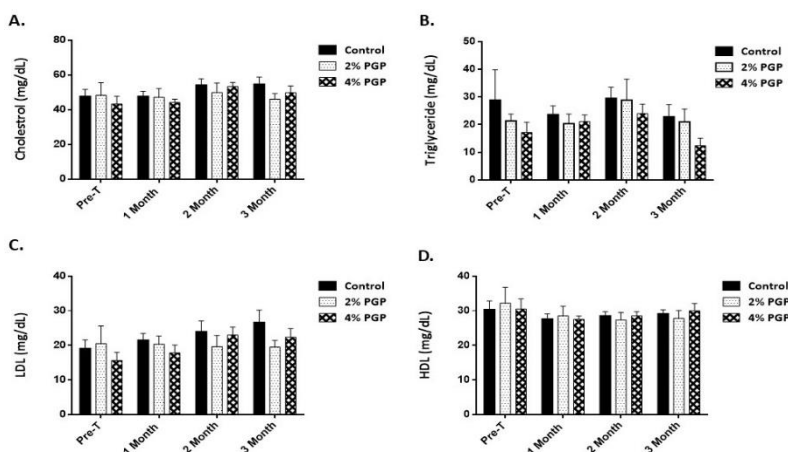 A.
Cholestrol (mg/dL)
80
60
40
20
0
Pre-T
1 Month
2 Month
3 Month
Control
2% PGP
4% PGP
B.
Triglyceride (mg/dL)
50
40
30
20
10
0
Pre-T
1 Month
2 Month
3 Month
Control
2% PGP
4% PGP
C.
LDL (mg/dL)
40
30
20
10
0
Pre-T
1 Month
2 Month
3 Month
Control
2% PGP
4% PGP
D.
HDL (mg/dL)
40
30
20
10
0
Pre-T
1 Month
2 Month
3 Month
Control
2% PGP
4% PGP